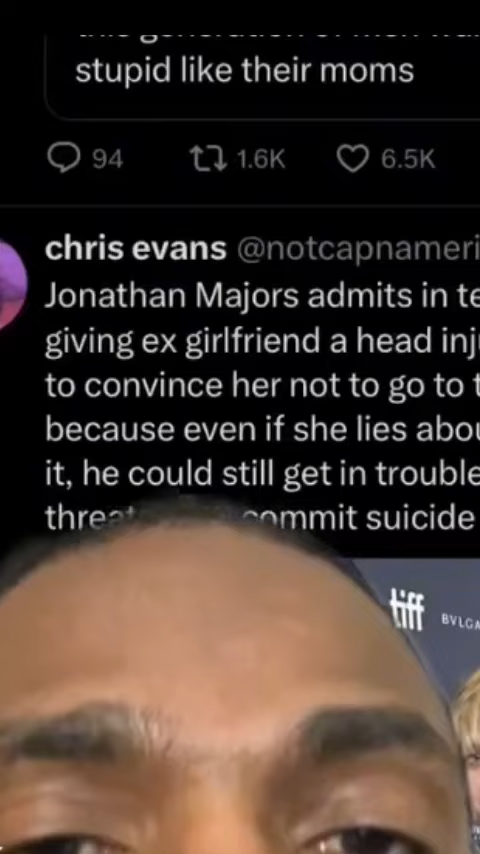 stupid like their moms
94 1.6K 6.5K
chris evans @notcapnameri
Jonathan Majors admits in te
giving ex girlfriend a head inj
to convince her not to go to t
because even if she lies abou
it, he could still get in trouble
commit suicide
tiff BVLGA